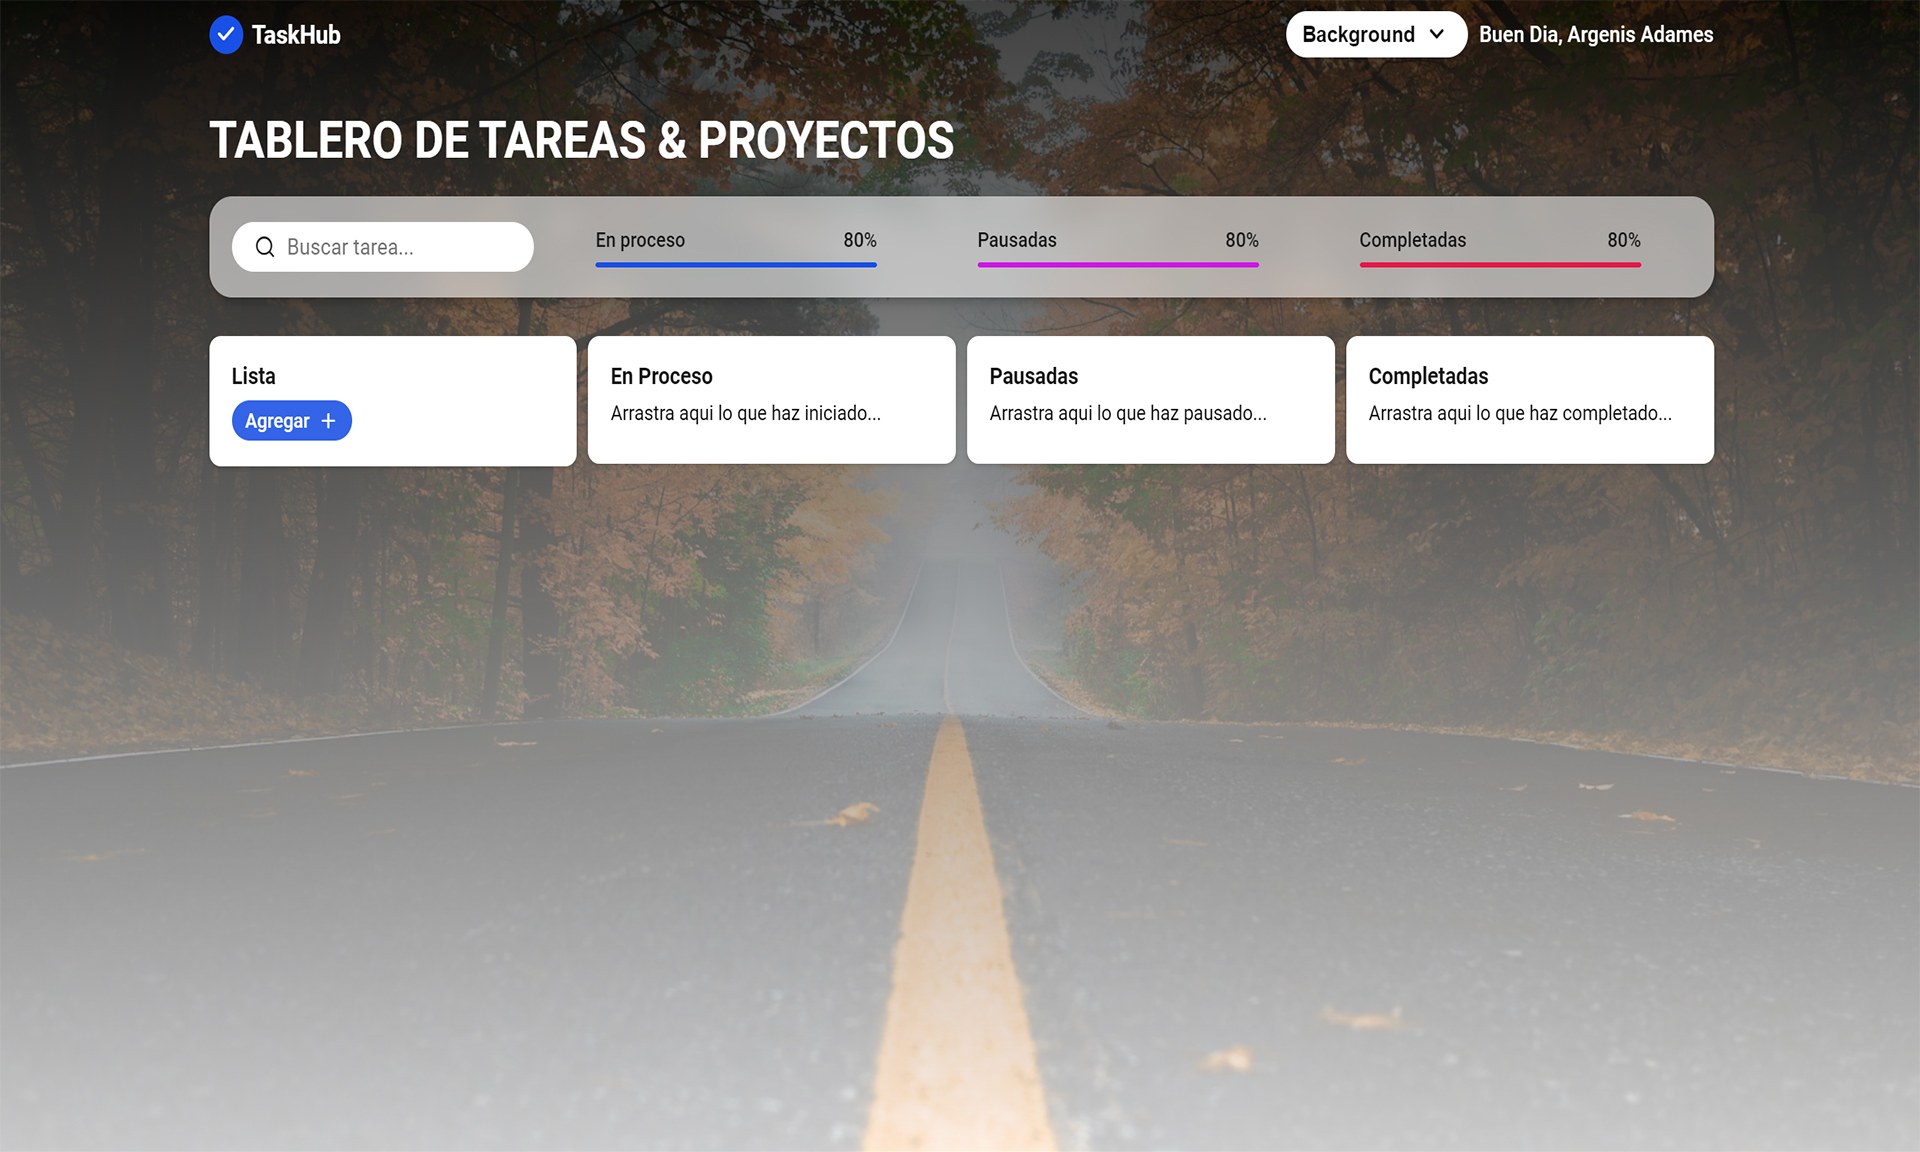 TaskHub
Background
Buen Dia, Argenis Adames
TABLERO DE TAREAS & PROYECTOS
Buscar tarea...
En proceso 80%
Pausadas 80%
Completadas 80%
Lista
Agregar +
En Proceso
Arrastra aqui lo que haz iniciado...
Pausadas
Arrastra aqui lo que haz pausado...
Completadas
Arrastra aqui lo que haz completado...